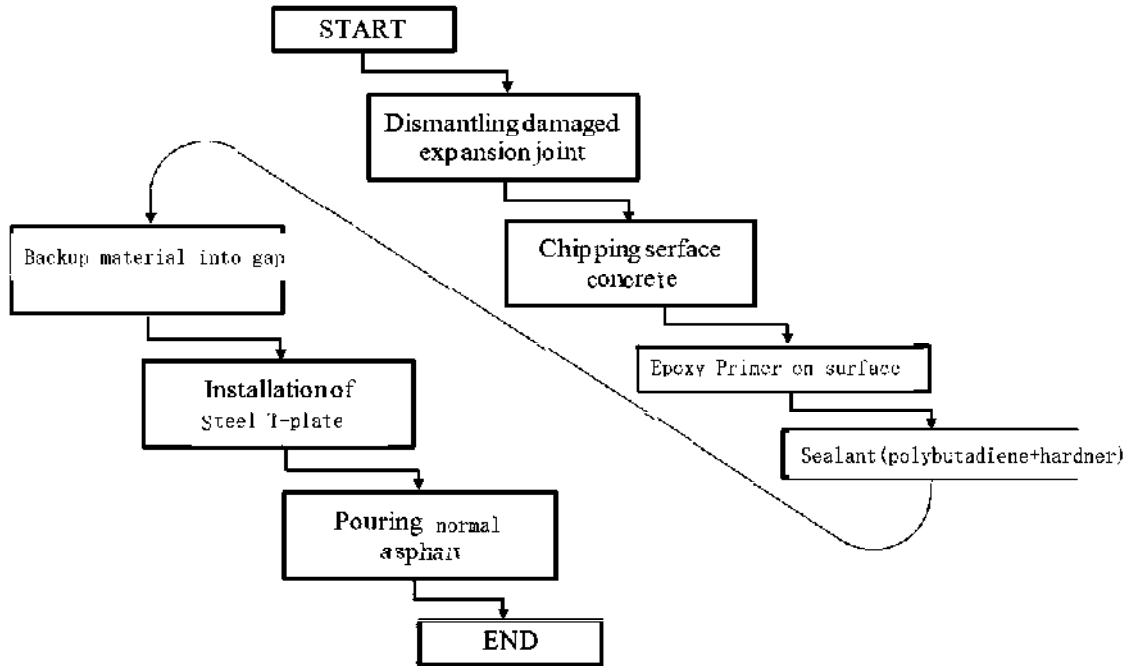 START
Dismantling damaged
expansion joint
Chipping serface
concrete
Epoxy Primer on surface
Sealant(polybutadiene+hardner)
Backup material into gap
Installation of
Steel T-plate
Pouring normal
asphalt
END